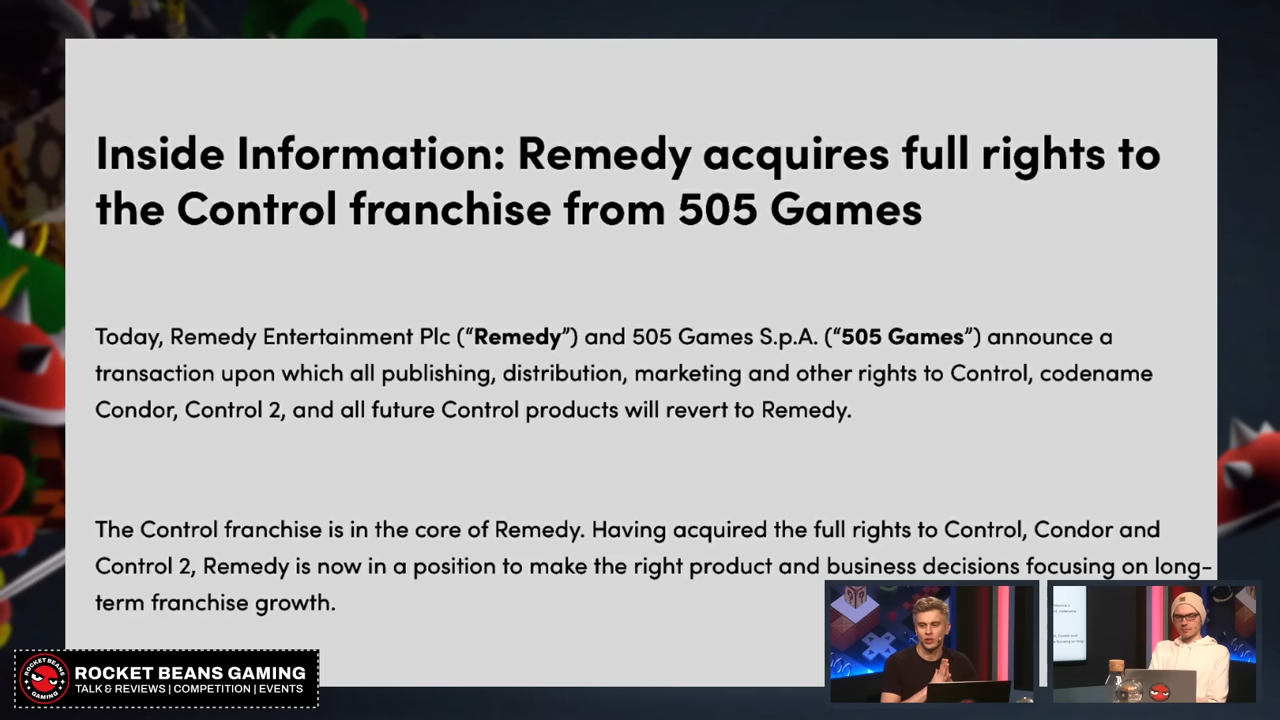 Inside Information: Remedy acquires full rights to
the Control franchise from 505 Games
Today, Remedy Entertainment Plc (“Remedy”) and 505 Games S.p.A. (“505 Games”) announce a
transaction upon which all publishing, distribution, marketing and other rights to Control, codename
Condor, Control 2, and all future Control products will revert to Remedy.
The Control franchise is in the core of Remedy. Having acquired the full rights to Control, Condor and
Control 2, Remedy is now in a position to make the right product and business decisions focusing on long-
term franchise growth.
ROCKET BEANS
GAMING
ROCKET BEANS GAMING
TALK & REVIEWS | COMPETITION | EVENTS